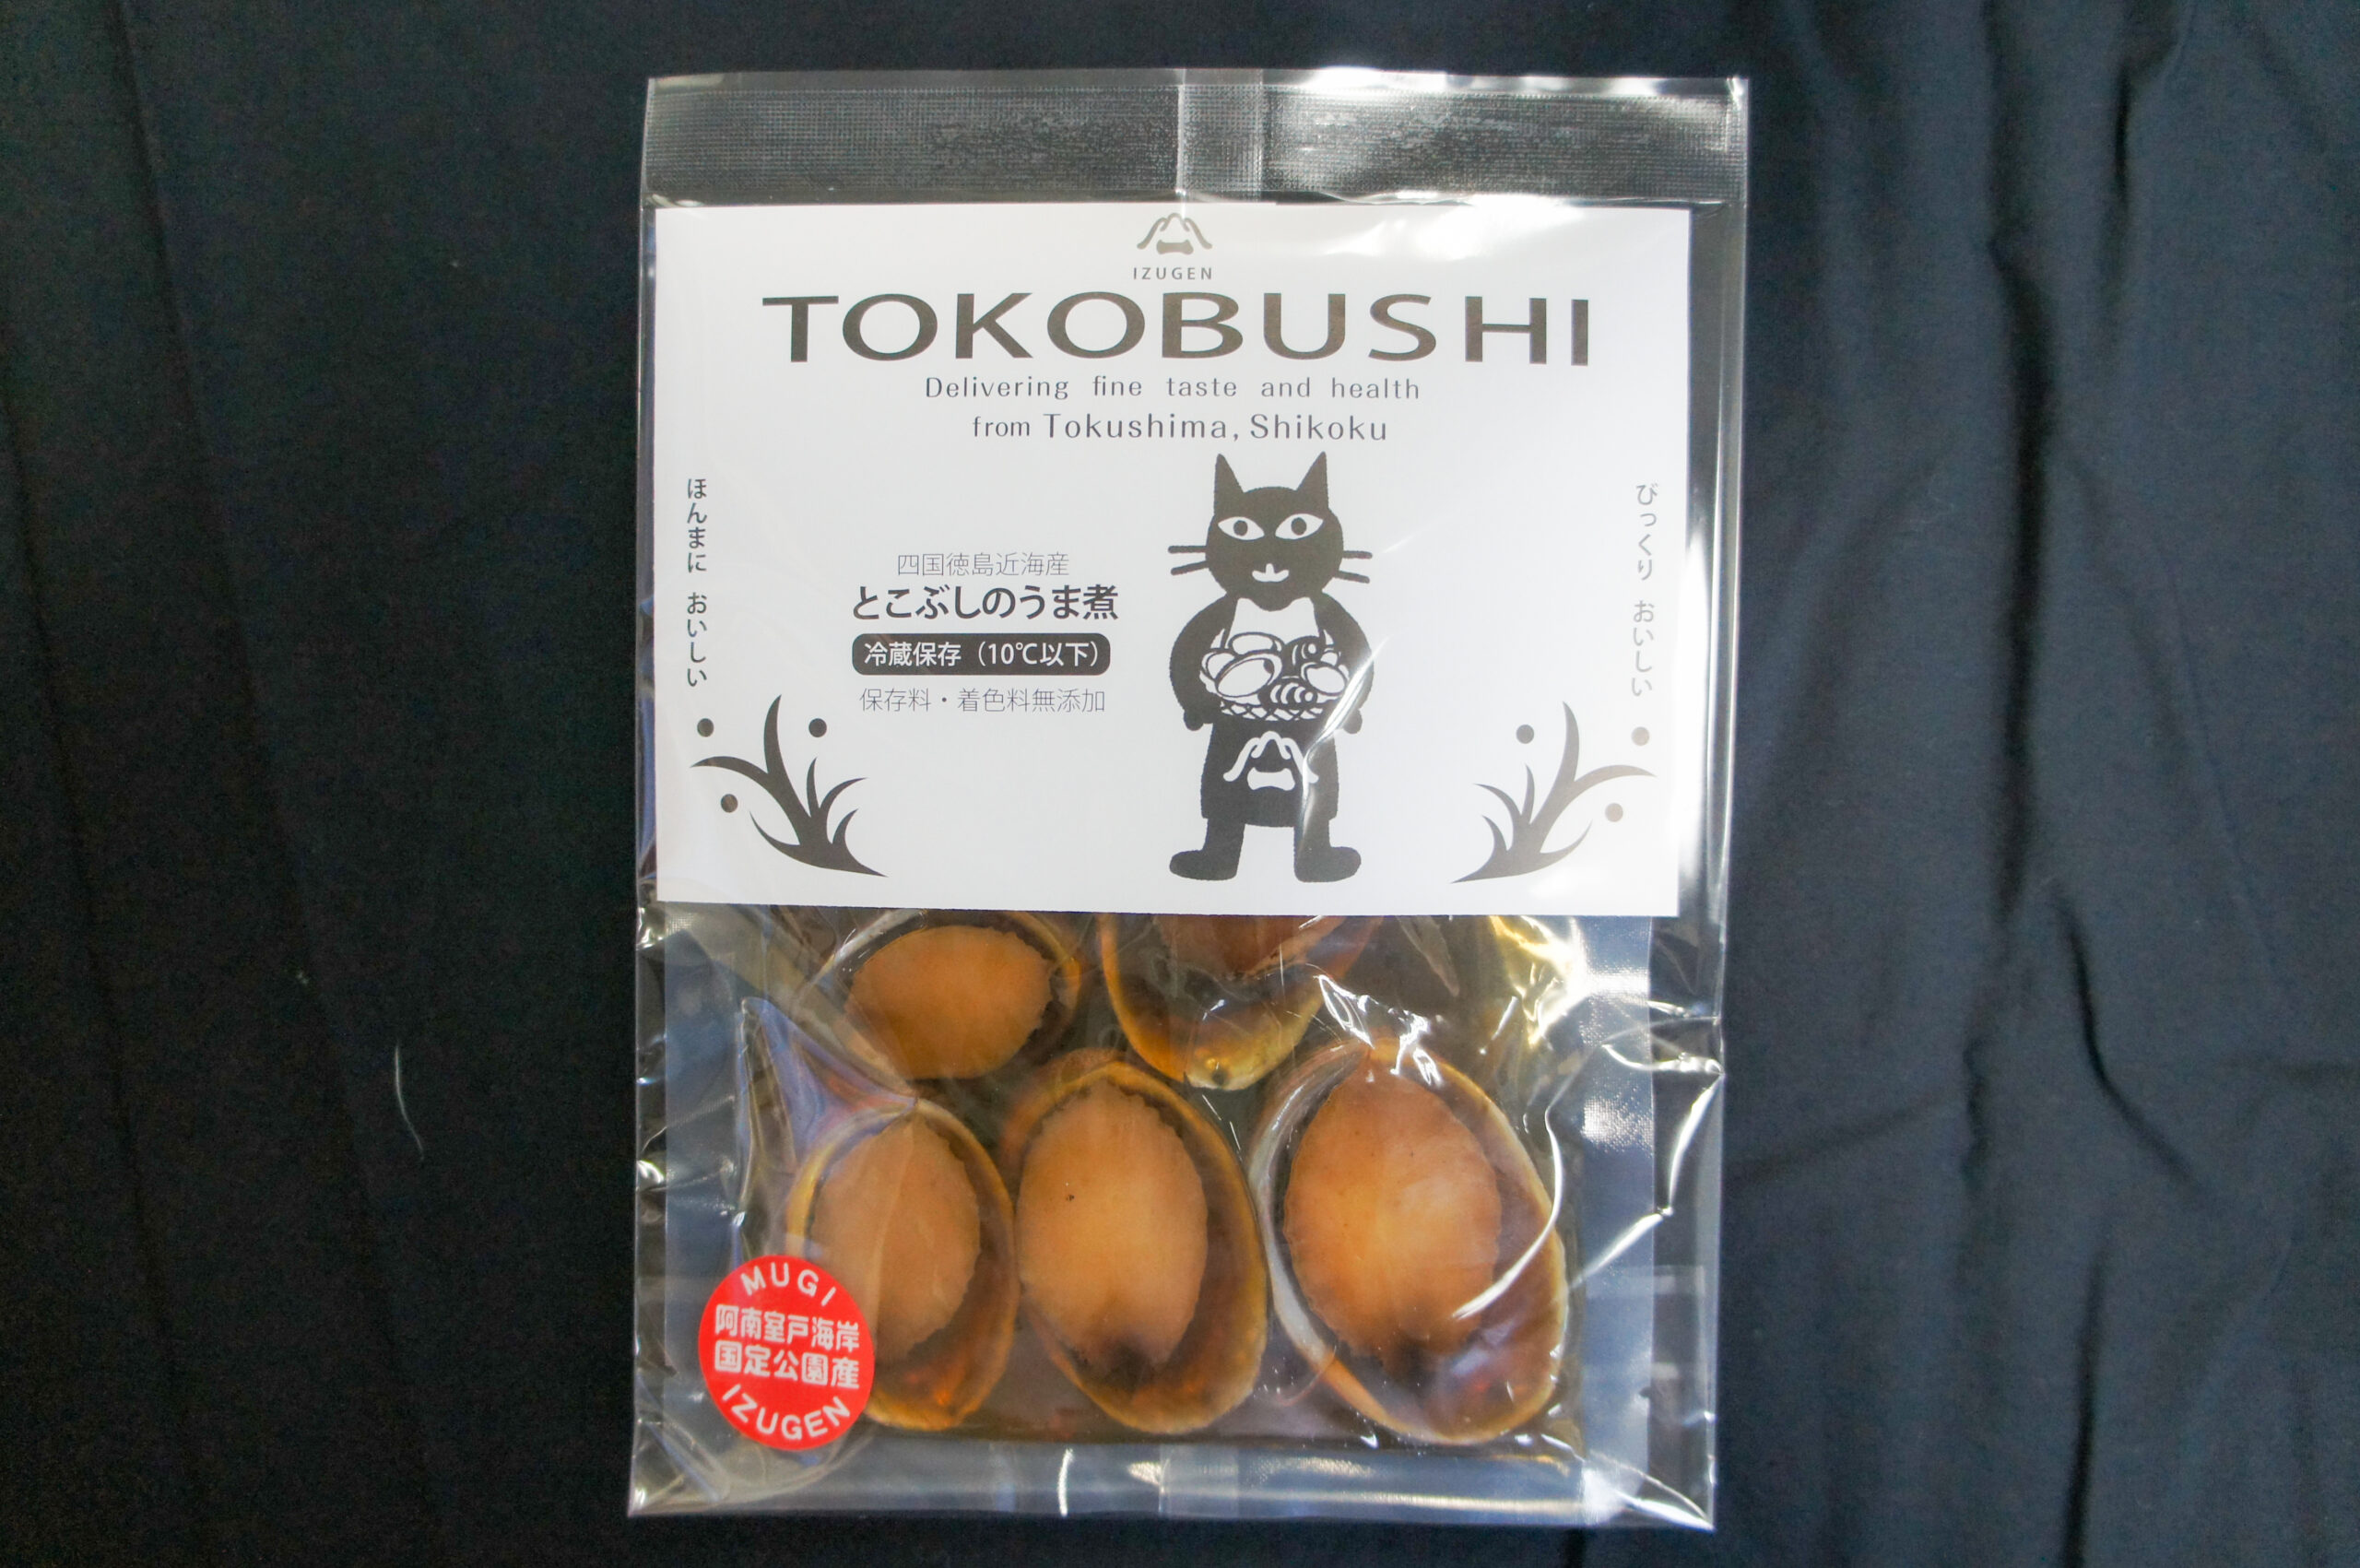 IZUGEN
TOKOBUSHI
Delivering fine taste and health
from Tokushima, Shikoku
ほんまに おいしい
四国徳島近海産
とこぶしのうま煮
冷蔵保存（10℃以下）
保存料・着色料無添加
びっくり おいしい
MUGI
阿南室戸海岸
国定公園産
IZUGEN